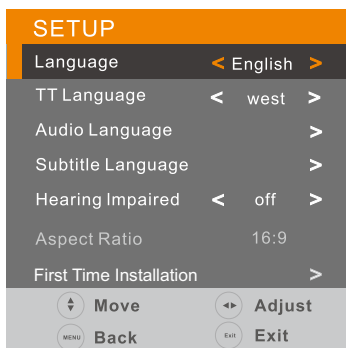 SETUP
Language < English >
TT Language < west >
Audio Language >
Subtitle Language >
Hearing Impaired < off >
Aspect Ratio 16:9
First Time Installation >
Move Adjust
MENU Back Exit Exit